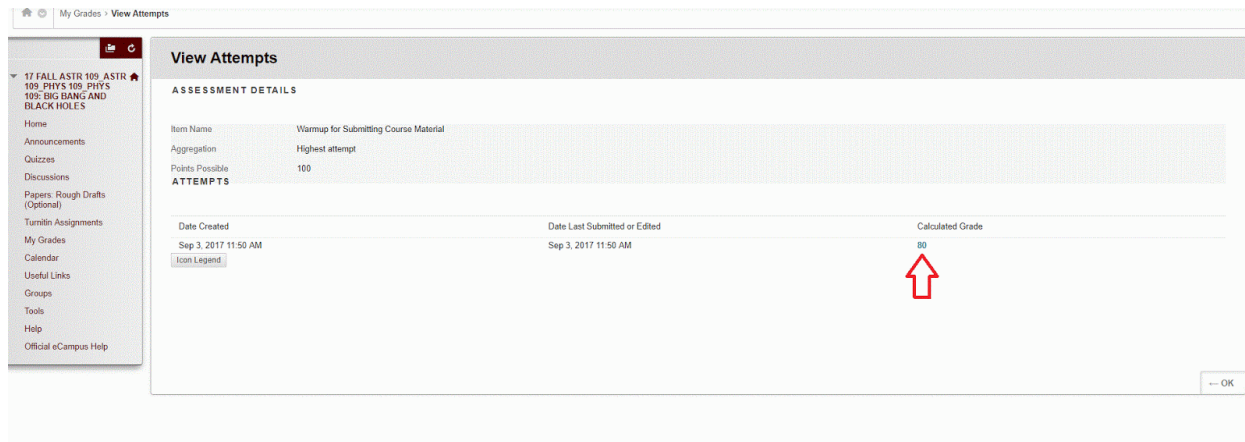 My Grades > View Attempts
17 FALL ASTR 109_ASTR
109_PHYS 109_PHYS
109: BIG BANG AND
BLACK HOLES
Home
Announcements
Quizzes
Discussions
Papers: Rough Drafts
(Optional)
Turnitin Assignments
My Grades
Calendar
Useful Links
Groups
Tools
Help
Official eCampus Help
View Attempts
ASSESSMENT DETAILS
Item Name Warmup for Submitting Course Material
Aggregation Highest attempt
Points Possible 100
ATTEMPTS
Date Created Date Last Submitted or Edited Calculated Grade
Sep 3, 2017 11:50 AM Sep 3, 2017 11:50 AM 80
Icon Legend
← OK